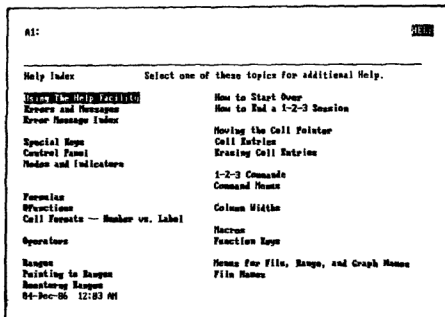 A1:
HELP
Help Index
Select one of these topics for additional Help.
Using The Help Facility
Errors and Messages
Error Message Index
Special Keys
Control Panel
Modes and Indicators
Formulas
@Functions
Cell Formats — Number vs. Label
Operators
Ranges
Pointing to Ranges
Reentering Ranges
04-Dec-86 12:03 AM
How to Start Over
How to End a 1-2-3 Session
Moving the Cell Pointer
Cell Entries
Erasing Cell Entries
1-2-3 Commands
Command Menus
Column Widths
Macros
Function Keys
Menus for File, Range, and Graph Names
File Names